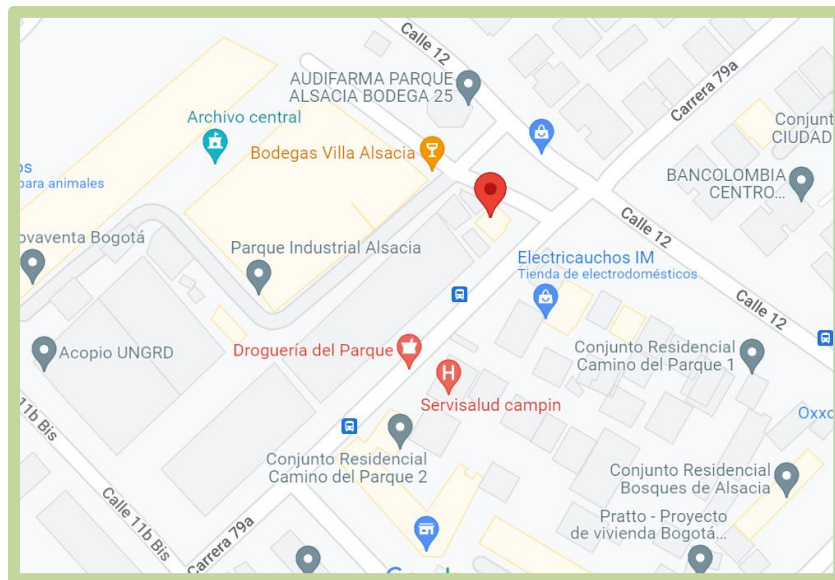 Calle 12
AUDIFARMA PARQUE
ALSACIA BODEGA 25
Carrera 79a
Archivo central
Conjunt
CIUDAD
Bodegas Villa Alsacia
os
para animales
BANCOLOMBIA
CENTRO...
Calle 12
ovaventa Bogotá
Parque Industrial Alsacia
Electricauchos IM
Tienda de electrodomésticos
Calle 12
Acopio UNGRD
Droguería del Parque
Conjunto Residencial
Camino del Parque 1
Servisalud campin
Oxxo
11b Bis
Conjunto Residencial
Camino del Parque 2
Conjunto Residencial
Bosques de Alsacia
Calle 11b Bis
Carrera 79a
Pratto - Proyecto
de vivienda Bogotá...